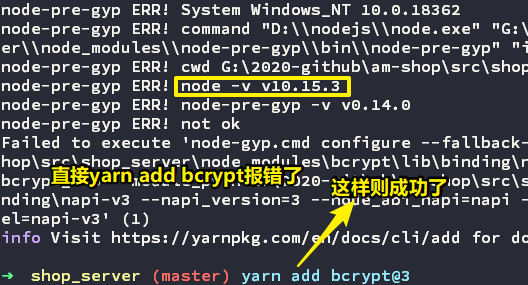 node-pre-gyp ERR! System Windows_NT 10.0.18362
node-pre-gyp ERR! command "D:\\nodejs\\node.exe" "G:\
er\\node_modules\\node-pre-gyp\\bin\\node-pre-gyp" "i
node-pre-gyp ERR! cwd G:\2020-github\am-shop\src\shop
node-pre-gyp ERR! node -v v10.15.3
node-pre-gyp ERR! node-pre-gyp -v v0.14.0
node-pre-gyp ERR! not ok
Failed to execute 'node-gyp.cmd configure --fallback-
hop\src\shop_server\node_modules\bcrypt\lib\binding\n
直接yarn add bcrypt报错了
这样则成功了
nding\napi-v3 --napi_version=3 --node_abi_napi=napi -
el=napi-v3' (1)
info Visit https://yarnpkg.com/en/docs/cli/add for do
➜ shop_server (master) yarn add bcrypt@3